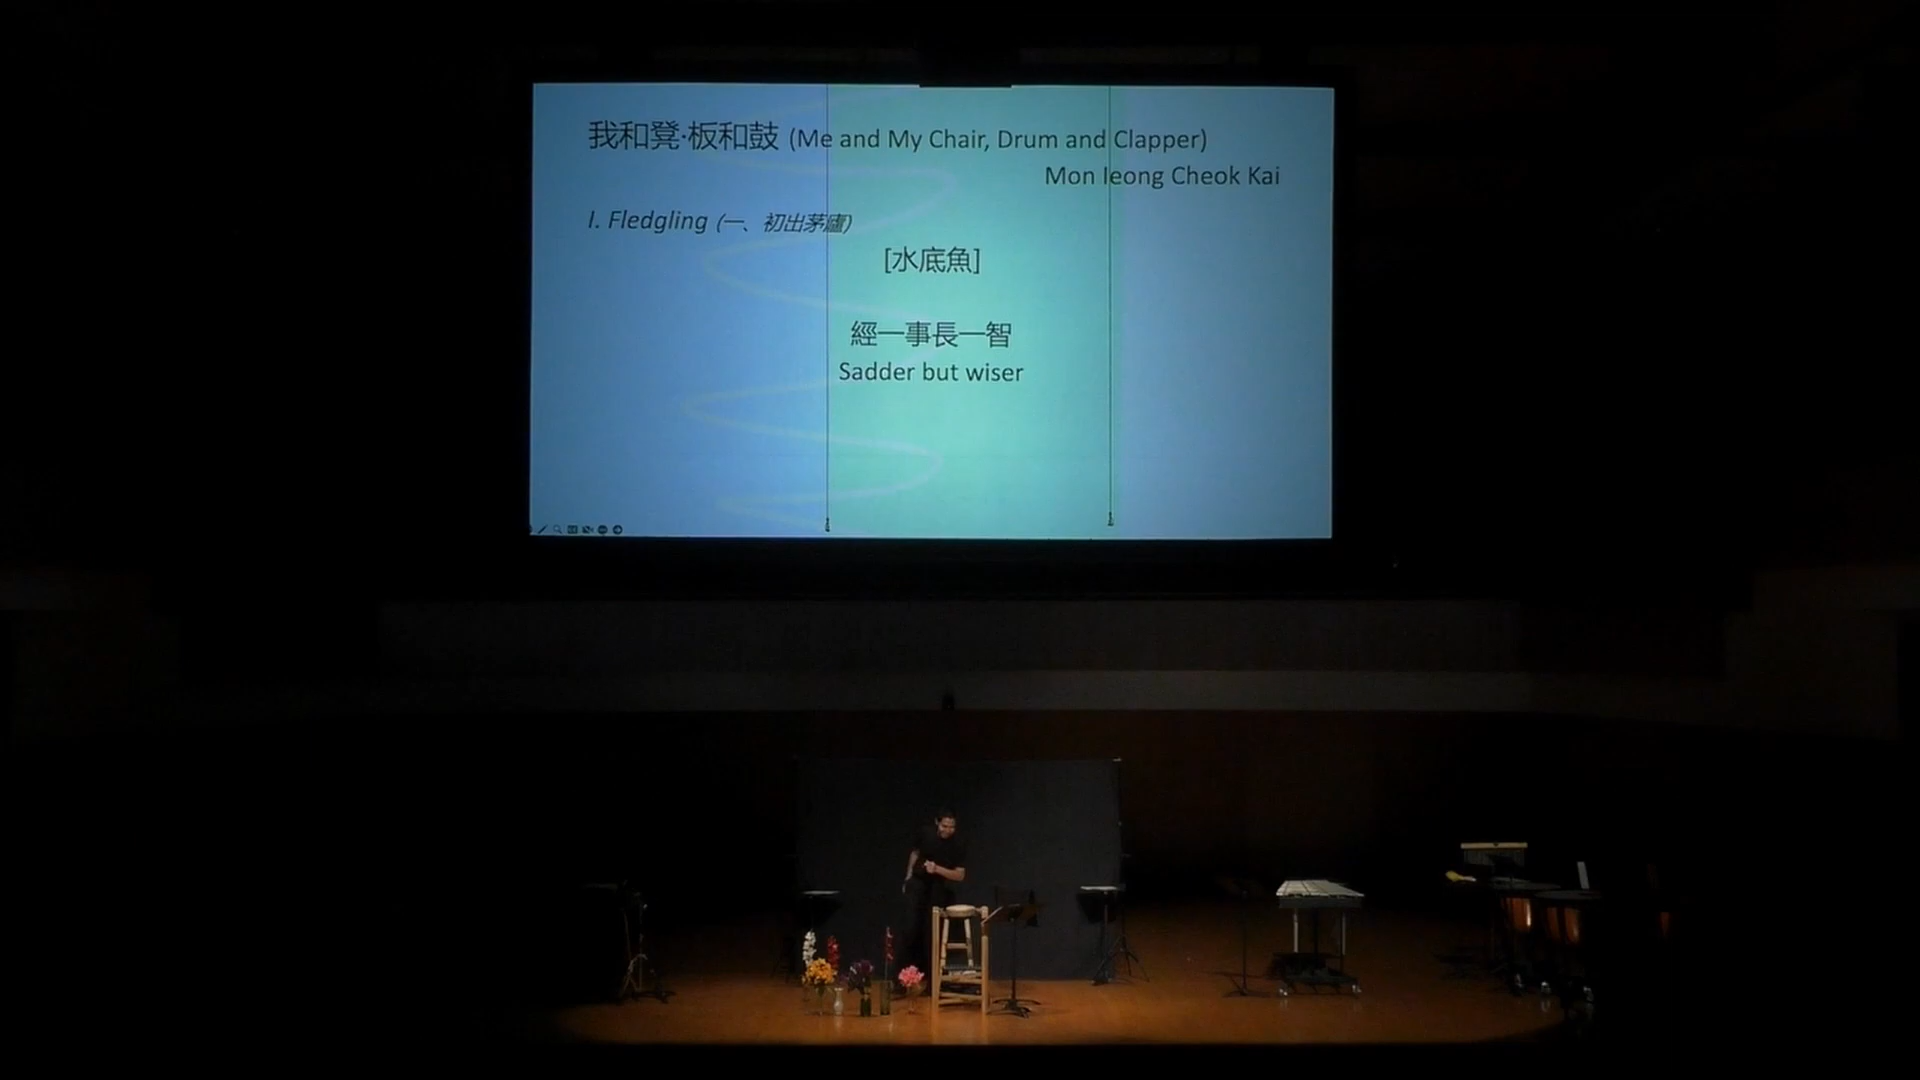 我和凳·板和鼓 (Me and My Chair, Drum and Clapper)
Mon Ieong Cheok Kai
I. Fledgling (一、初出茅廬)
[水底魚]
經一事長一智
Sadder but wiser